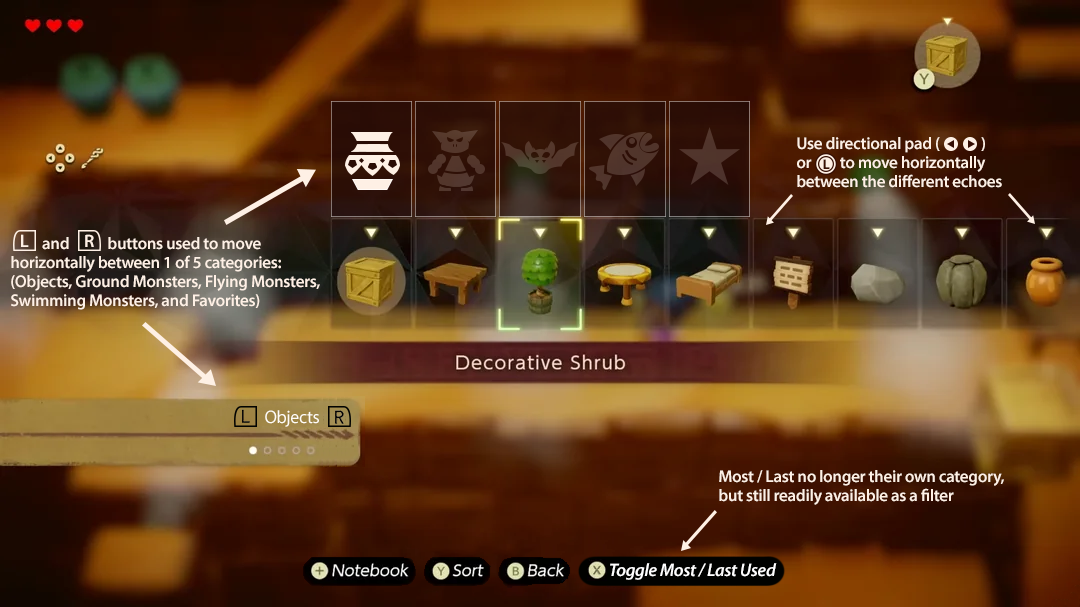 Y
Use directional pad ( ◀ ▶ )
or Ⓛ to move horizontally
between the different echoes
L and R buttons used to move
horizontally between 1 of 5 categories:
(Objects, Ground Monsters, Flying Monsters,
Swimming Monsters, and Favorites)
Decorative Shrub
L Objects R
Most / Last no longer their own category,
but still readily available as a filter
+ Notebook Y Sort B Back X Toggle Most / Last Used